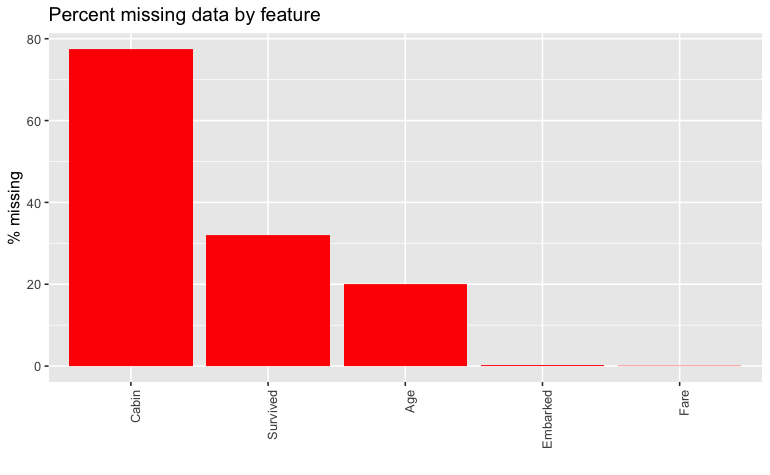 Percent missing data by feature
% missing
80
60
40
20
0
Cabin
Survived
Age
Embarked
Fare